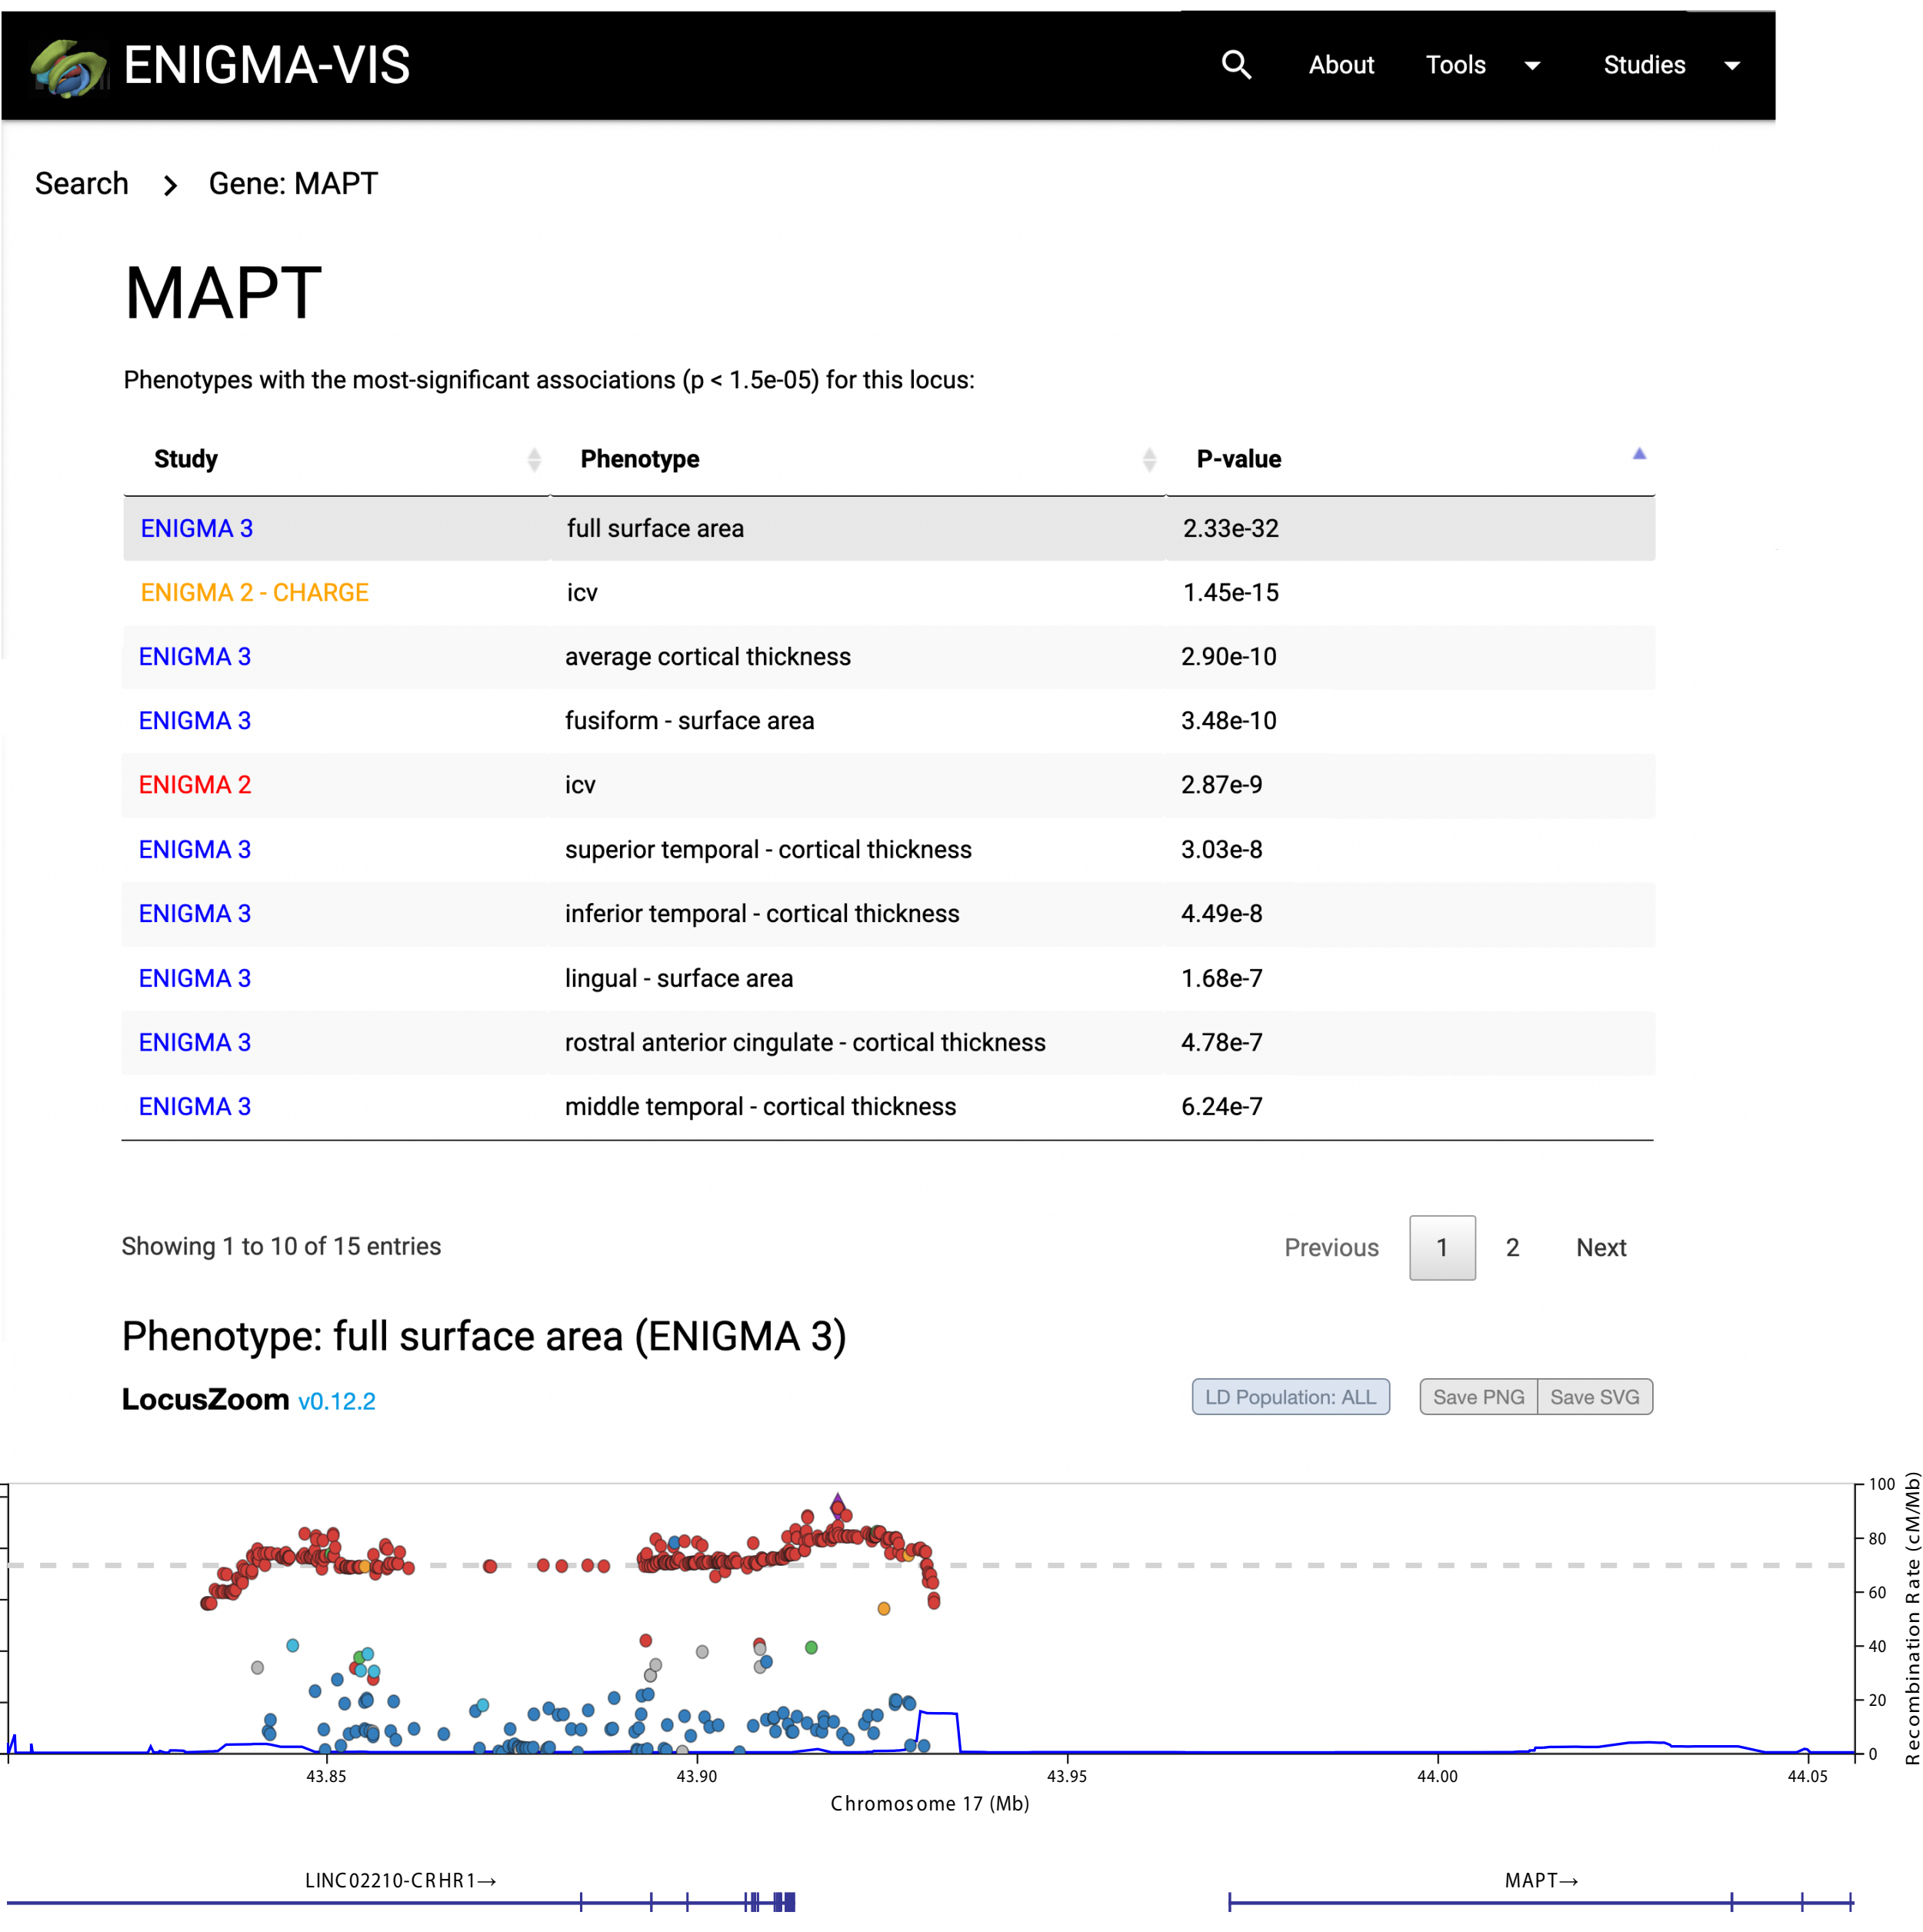 ENIGMA-VIS About Tools Studies
Search > Gene: MAPT
MAPT
Phenotypes with the most-significant associations (p < 1.5e-05) for this locus:
Study Phenotype P-value
ENIGMA 3 full surface area 2.33e-32
ENIGMA 2 - CHARGE icv 1.45e-15
ENIGMA 3 average cortical thickness 2.90e-10
ENIGMA 3 fusiform - surface area 3.48e-10
ENIGMA 2 icv 2.87e-9
ENIGMA 3 superior temporal - cortical thickness 3.03e-8
ENIGMA 3 inferior temporal - cortical thickness 4.49e-8
ENIGMA 3 lingual - surface area 1.68e-7
ENIGMA 3 rostral anterior cingulate - cortical thickness 4.78e-7
ENIGMA 3 middle temporal - cortical thickness 6.24e-7
Showing 1 to 10 of 15 entries Previous 1 2 Next
Phenotype: full surface area (ENIGMA 3)
LocusZoom v0.12.2 LD Population: ALL Save PNG Save SVG
100
80
60
40
20
0
Recombination Rate (cM/Mb)
43.85 43.90 43.95 44.00 44.05
Chromosome 17 (Mb)
LINC02210-CRHR1→ MAPT→